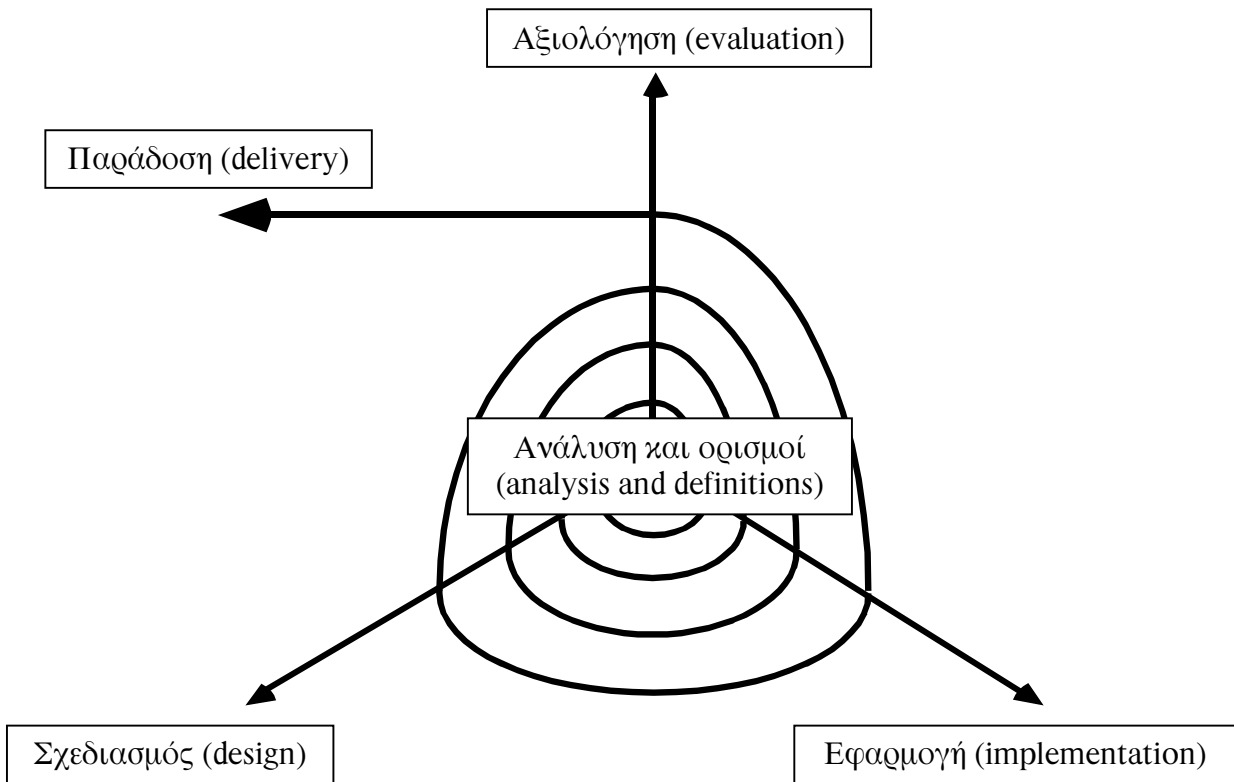 Αξιολόγηση (evaluation)
Παράδοση (delivery)
Ανάλυση και ορισμοί
(analysis and definitions)
Σχεδιασμός (design)
Εφαρμογή (implementation)